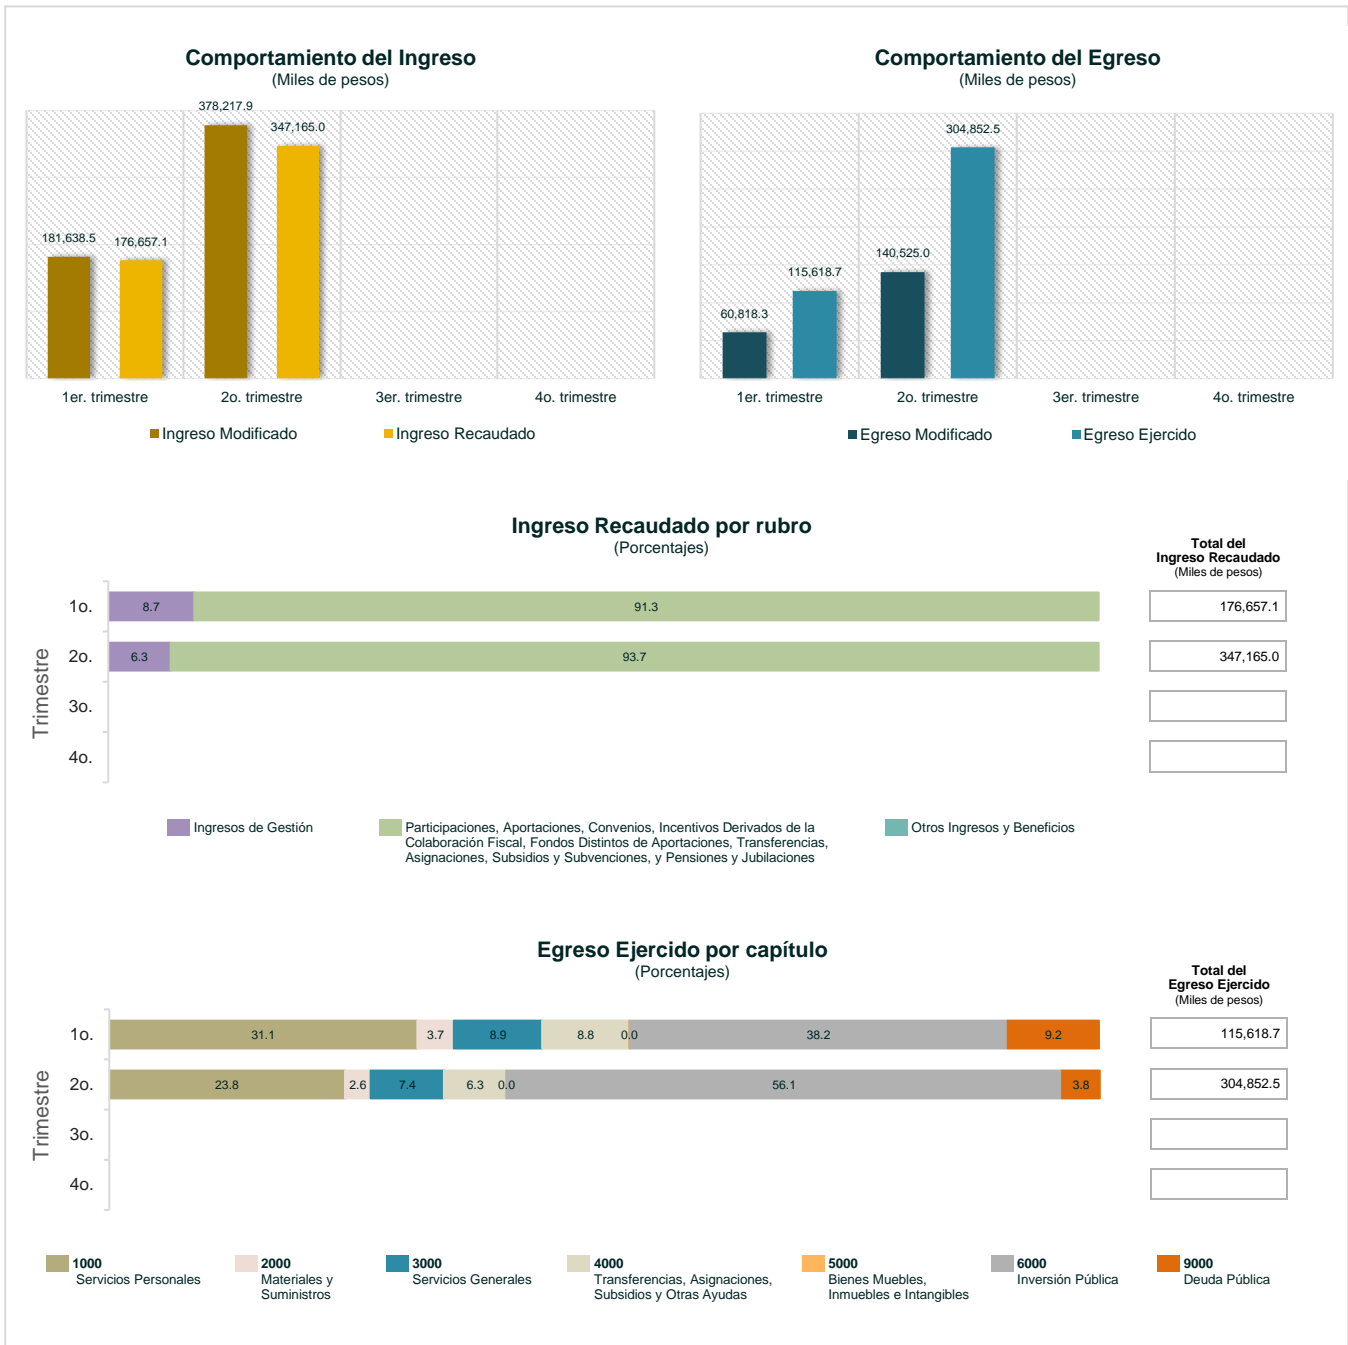 Comportamiento del Ingreso
(Miles de pesos)
378,217.9
347,165.0
181,638.5
176,657.1
1er. trimestre
2o. trimestre
3er. trimestre
4o. trimestre
Ingreso Modificado
Ingreso Recaudado
Comportamiento del Egreso
(Miles de pesos)
304,852.5
140,525.0
115,618.7
60,818.3
1er. trimestre
2o. trimestre
3er. trimestre
4o. trimestre
Egreso Modificado
Egreso Ejercido
Ingreso Recaudado por rubro
(Porcentajes)
Total del
Ingreso Recaudado
(Miles de pesos)
Trimestre
1o.
8.7
91.3
176,657.1
2o.
6.3
93.7
347,165.0
3o.
4o.
Ingresos de Gestión
Participaciones, Aportaciones, Convenios, Incentivos Derivados de la
Colaboración Fiscal, Fondos Distintos de Aportaciones, Transferencias,
Asignaciones, Subsidios y Subvenciones, y Pensiones y Jubilaciones
Otros Ingresos y Beneficios
Egreso Ejercido por capítulo
(Porcentajes)
Total del
Egreso Ejercido
(Miles de pesos)
Trimestre
1o.
31.1
3.7
8.9
8.8
0.0
38.2
9.2
115,618.7
2o.
23.8
2.6
7.4
6.3
0.0
56.1
3.8
304,852.5
3o.
4o.
1000
Servicios Personales
2000
Materiales y
Suministros
3000
Servicios Generales
4000
Transferencias, Asignaciones,
Subsidios y Otras Ayudas
5000
Bienes Muebles,
Inmuebles e Intangibles
6000
Inversión Pública
9000
Deuda Pública